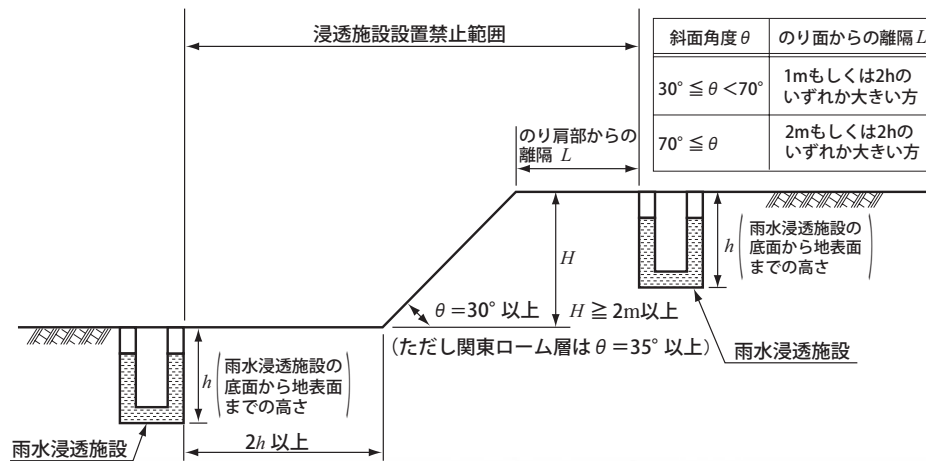 浸透施設設置禁止範囲
斜面角度 θ
のり面からの離隔 L
30° ≦ θ <70°
1mもしくは2hの
いずれか大きい方
70° ≦ θ
2mもしくは2hの
いずれか大きい方
のり肩部からの
離隔 L
H
h
雨水浸透施設の
底面から地表面
までの高さ
θ =30° 以上
H ≧ 2m以上
(ただし関東ローム層は θ =35° 以上)
雨水浸透施設
h
雨水浸透施設の
底面から地表面
までの高さ
雨水浸透施設
2h 以上